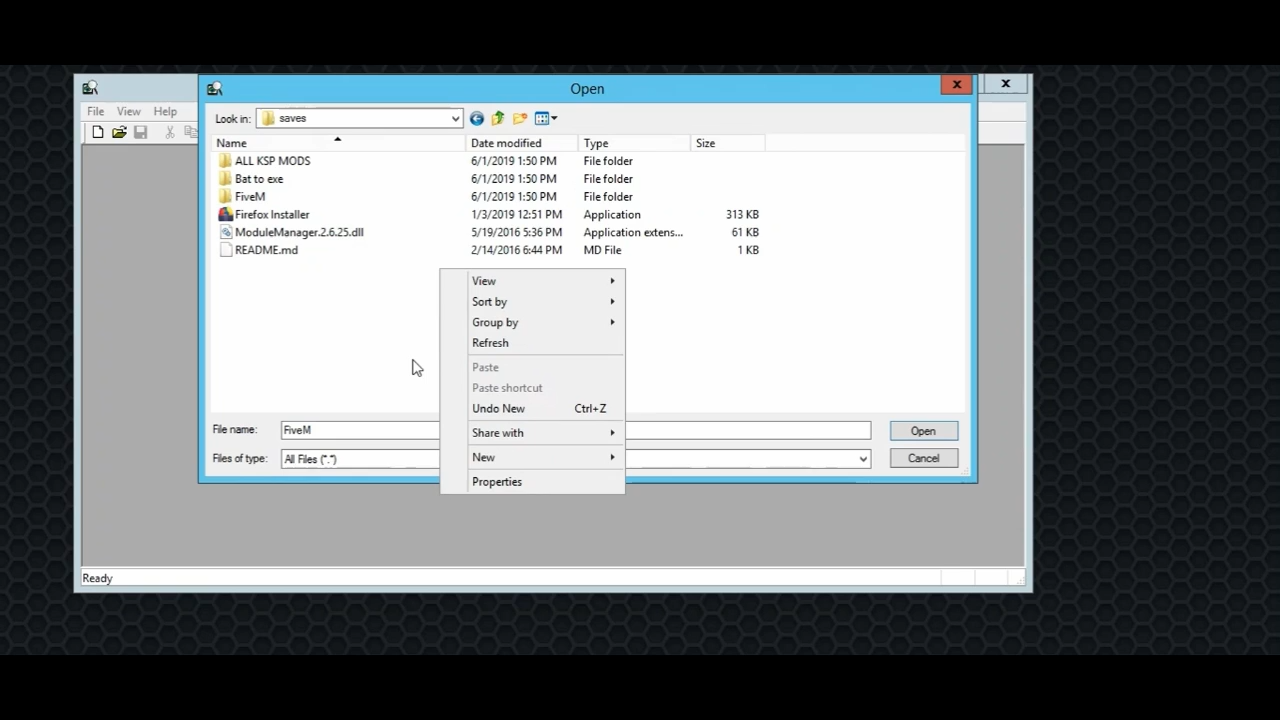 Open
File View Help
Look in: saves
Name Date modified Type Size
ALL KSP MODS 6/1/2019 1:50 PM File folder
Bat to exe 6/1/2019 1:50 PM File folder
FiveM 6/1/2019 1:50 PM File folder
Firefox Installer 1/3/2019 12:51 PM Application 313 KB
ModuleManager.2.6.25.dll 5/19/2016 5:36 PM Application extens... 61 KB
README.md 2/14/2016 6:44 PM MD File 1 KB
View
Sort by
Group by
Refresh
Paste
Paste shortcut
Undo New Ctrl+Z
Share with
New
Properties
File name: FiveM Open
Files of type: All Files (*.*) Cancel
Ready